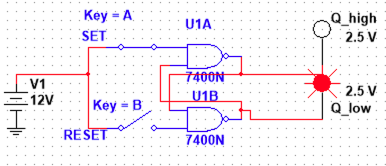 Key = A
SET
U1A
Q_high
2.5 V
7400N
V1
12V
Key = B
RESET
U1B
7400N
2.5 V
Q_low